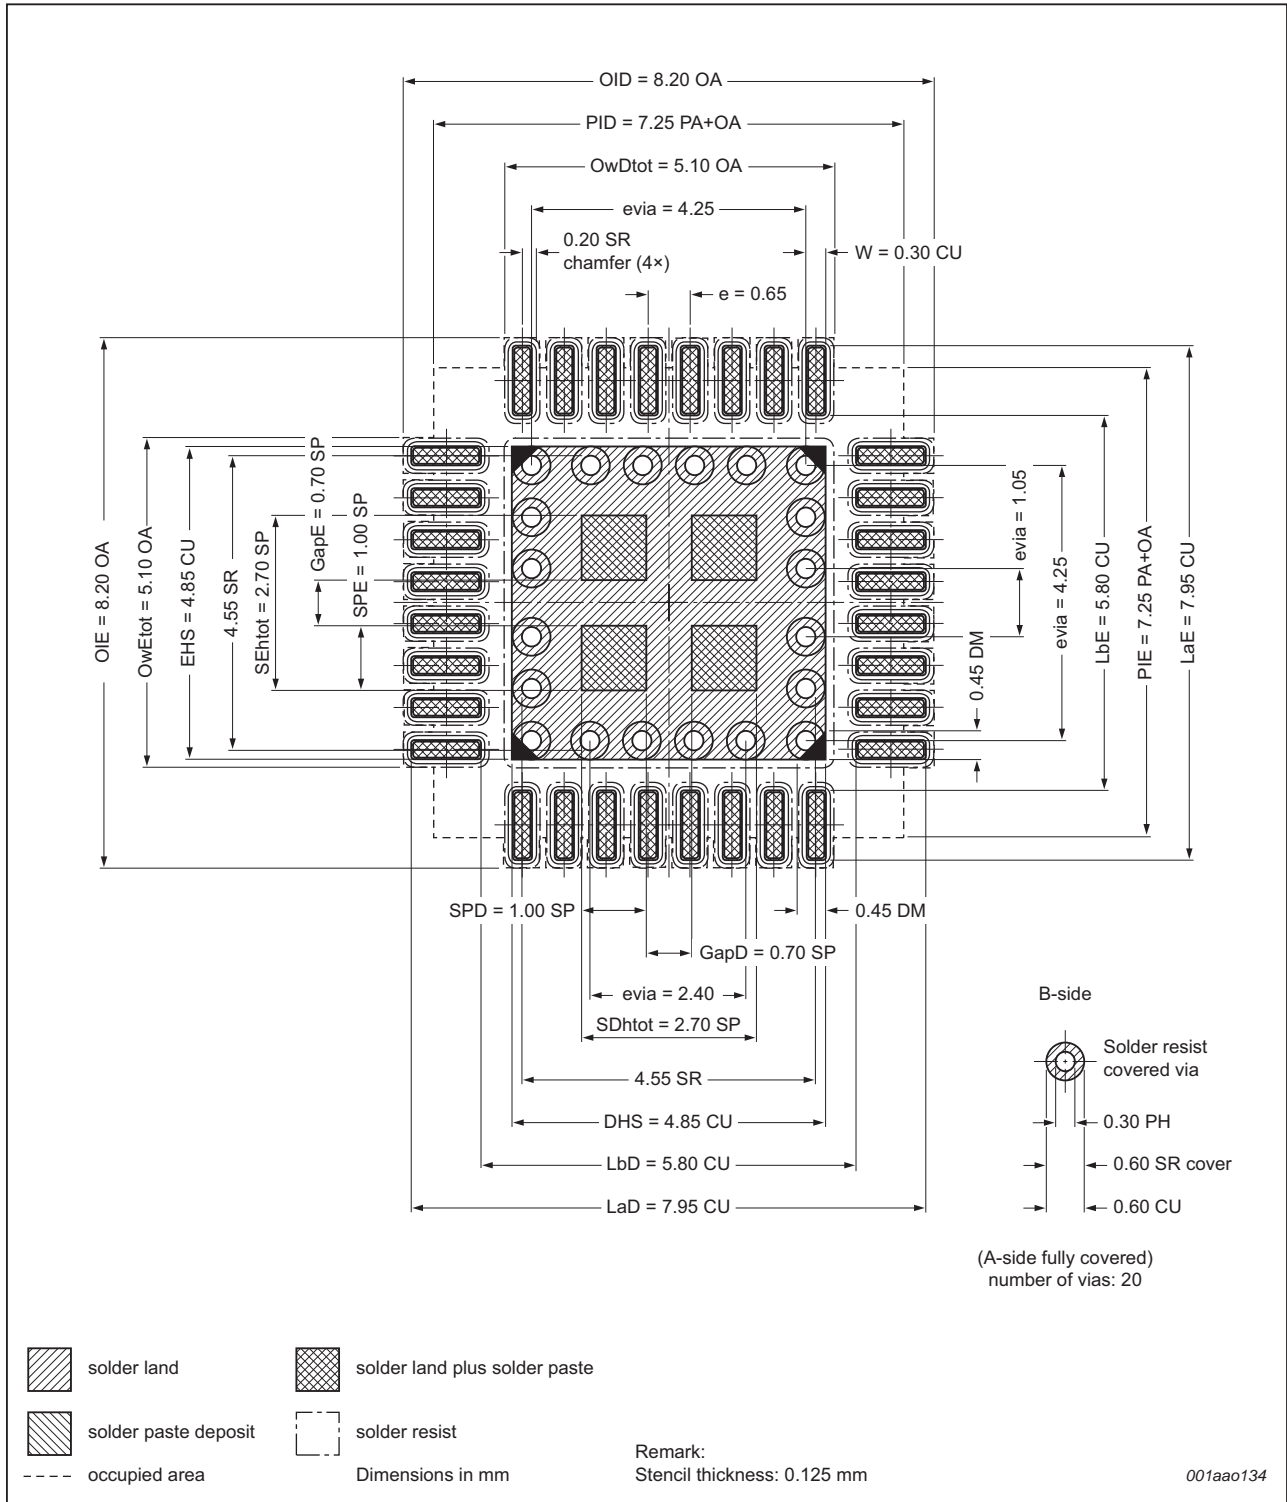 OID = 8.20 OA
PID = 7.25 PA+OA
OwDtot = 5.10 OA
evia = 4.25
0.20 SR
chamfer (4×)
W = 0.30 CU
e = 0.65
OIE = 8.20 OA
OwEtot = 5.10 OA
EHS = 4.85 CU
4.55 SR
SEhtot = 2.70 SP
GapE = 0.70 SP
SPE = 1.00 SP
0.45 DM
evia = 1.05
evia = 4.25
LbE = 5.80 CU
PIE = 7.25 PA+OA
LaE = 7.95 CU
SPD = 1.00 SP
0.45 DM
GapD = 0.70 SP
evia = 2.40
SDhtot = 2.70 SP
4.55 SR
DHS = 4.85 CU
LbD = 5.80 CU
LaD = 7.95 CU
B-side
Solder resist
covered via
0.30 PH
0.60 SR cover
0.60 CU
(A-side fully covered)
number of vias: 20
solder land
solder land plus solder paste
solder paste deposit
solder resist
occupied area
Dimensions in mm
Remark:
Stencil thickness: 0.125 mm
001aao134